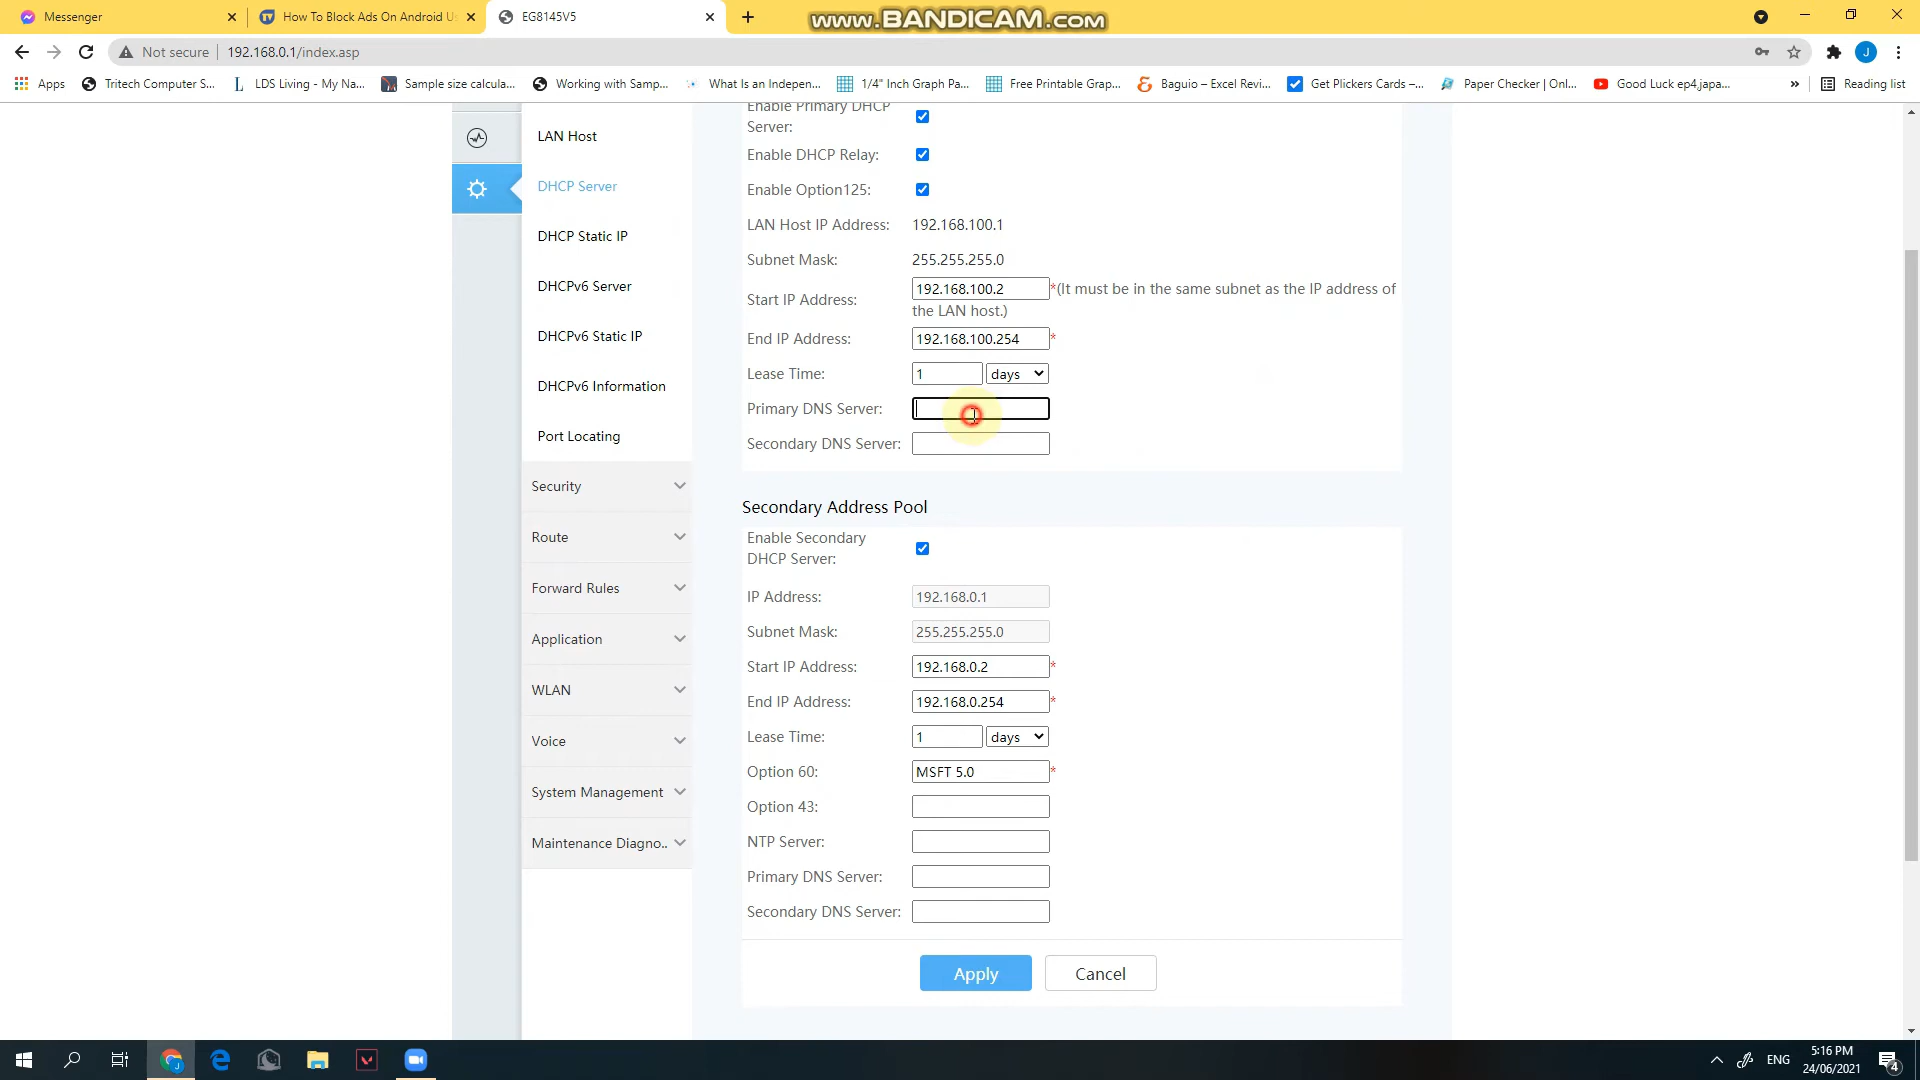 Messenger
How To Block Ads On Android Us
EG8145V5
www.BANDICAM.com
Not secure
192.168.0.1/index.asp
J
Apps
Tritech Computer S...
LDS Living - My Na...
Sample size calcula...
Working with Samp...
What Is an Indepen...
1/4" Inch Graph Pa...
Free Printable Grap...
Baguio – Excel Revi...
Get Plickers Cards –...
Paper Checker | Onl...
Good Luck ep4.japa...
»
Reading list
LAN Host
DHCP Server
DHCP Static IP
DHCPv6 Server
DHCPv6 Static IP
DHCPv6 Information
Port Locating
Security
Route
Forward Rules
Application
WLAN
Voice
System Management
Maintenance Diagno..
Enable Primary DHCP
Server:
Enable DHCP Relay:
Enable Option125:
LAN Host IP Address: 192.168.100.1
Subnet Mask: 255.255.255.0
Start IP Address: 192.168.100.2 *(It must be in the same subnet as the IP address of
the LAN host.)
End IP Address: 192.168.100.254 *
Lease Time: 1 days
Primary DNS Server:
Secondary DNS Server:
Secondary Address Pool
Enable Secondary
DHCP Server:
IP Address: 192.168.0.1
Subnet Mask: 255.255.255.0
Start IP Address: 192.168.0.2 *
End IP Address: 192.168.0.254 *
Lease Time: 1 days
Option 60: MSFT 5.0 *
Option 43:
NTP Server:
Primary DNS Server:
Secondary DNS Server:
Apply Cancel
ENG
5:16 PM
24/06/2021
4